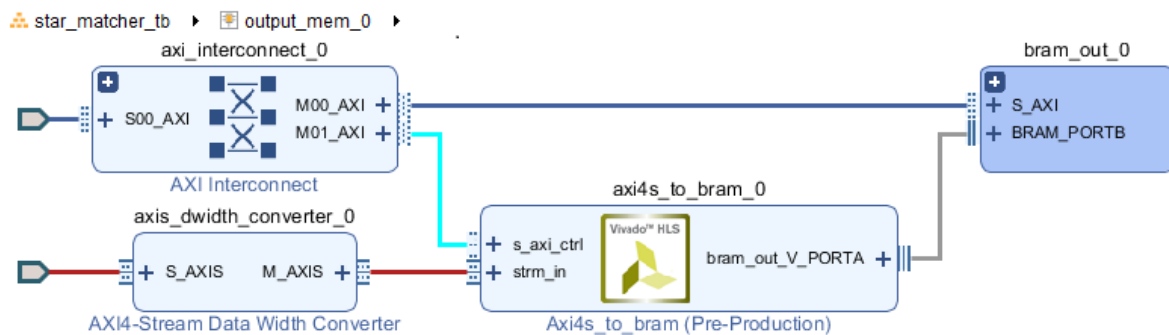 star_matcher_tb output_mem_0
axi_interconnect_0
S00_AXI
M00_AXI
M01_AXI
AXI Interconnect
bram_out_0
S_AXI
BRAM_PORTB
axis_dwidth_converter_0
S_AXIS M_AXIS
AXI4-Stream Data Width Converter
axi4s_to_bram_0
s_axi_ctrl
strm_in
Vivado™ HLS
bram_out_V_PORTA
Axi4s_to_bram (Pre-Production)